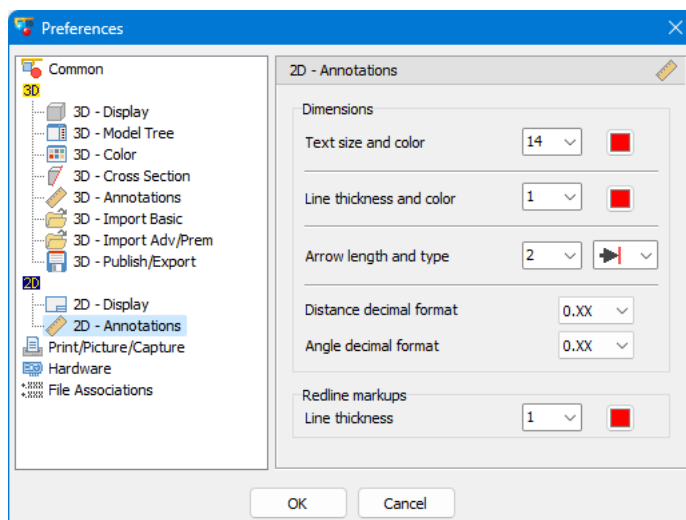 Preferences
Common
3D
3D - Display
3D - Model Tree
3D - Color
3D - Cross Section
3D - Annotations
3D - Import Basic
3D - Import Adv/Prem
3D - Publish/Export
2D
2D - Display
2D - Annotations
Print/Picture/Capture
Hardware
File Associations
2D - Annotations
Dimensions
Text size and color 14
Line thickness and color 1
Arrow length and type 2
Distance decimal format 0.XX
Angle decimal format 0.XX
Redline markups
Line thickness 1
OK Cancel